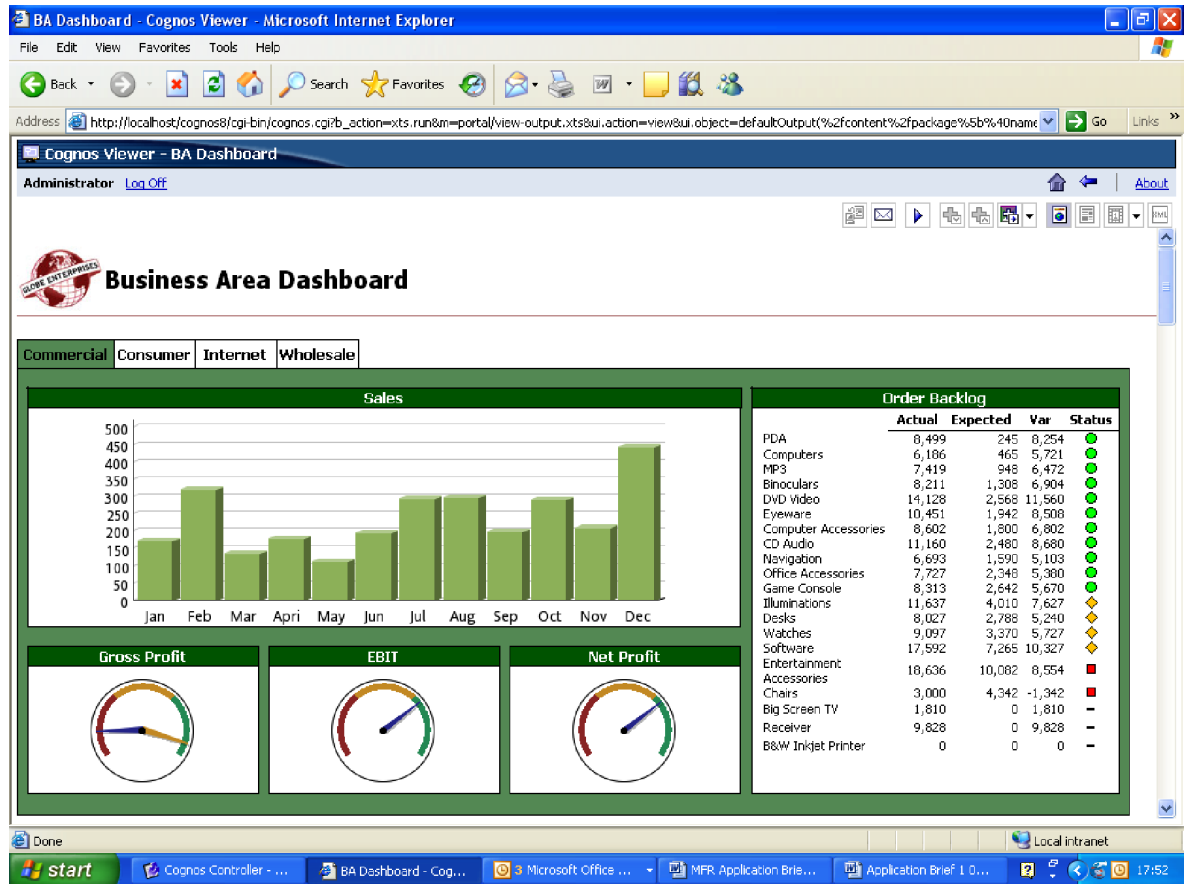 BA Dashboard - Cognos Viewer - Microsoft Internet Explorer
File Edit View Favorites Tools Help
Back Search Favorites
Address http://localhost/cognos8/cgi-bin/cognos.cgi?b_action=xts.run&m=portal/view-output.xts&ui.action=view&ui.object=defaultOutput(%2fcontent%2fpackage%5b%40name Go Links »
Cognos Viewer - BA Dashboard
Administrator Log Off About
GLOBE ENTERPRISES
Business Area Dashboard
Commercial Consumer Internet Wholesale
Sales
500
450
400
350
300
250
200
150
100
50
0
Jan Feb Mar Apri May Jun Jul Aug Sep Oct Nov Dec
Gross Profit EBIT Net Profit
Order Backlog
Actual Expected Var Status
PDA 8,499 245 8,254
Computers 6,186 465 5,721
MP3 7,419 948 6,472
Binoculars 8,211 1,308 6,904
DVD Video 14,128 2,568 11,560
Eyeware 10,451 1,942 8,508
Computer Accessories 8,602 1,800 6,802
CD Audio 11,160 2,480 8,680
Navigation 6,693 1,590 5,103
Office Accessories 7,727 2,348 5,380
Game Console 8,313 2,642 5,670
Illuminations 11,637 4,010 7,627
Desks 8,027 2,788 5,240
Watches 9,097 3,370 5,727
Software 17,592 7,265 10,327
Entertainment
Accessories 18,636 10,082 8,554
Chairs 3,000 4,342 -1,342
Big Screen TV 1,810 0 1,810 –
Receiver 9,828 0 9,828 –
B&W Inkjet Printer 0 0 0 –
Done Local intranet
start Cognos Controller - ... BA Dashboard - Cog... 3 Microsoft Office ... MFR Application Brie... Application Brief 1 0... 17:52